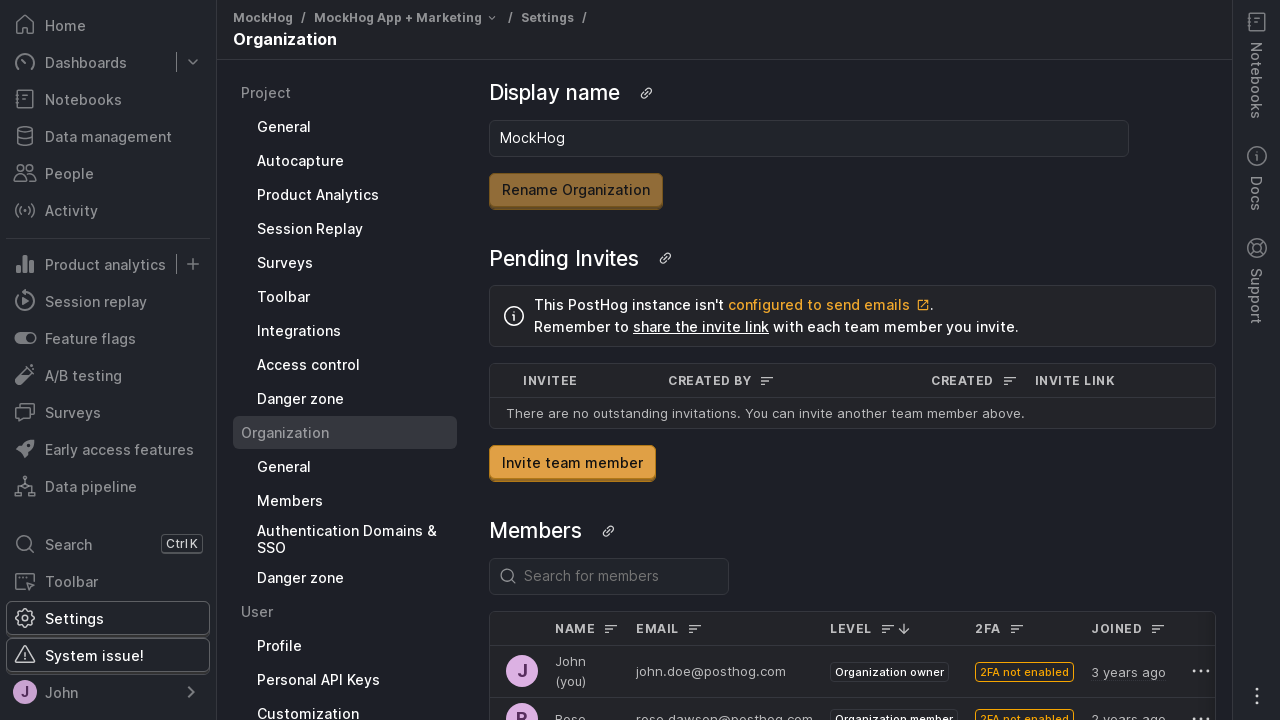 Home
Dashboards
Notebooks
Data management
People
Activity
Product analytics
Session replay
Feature flags
A/B testing
Surveys
Early access features
Data pipeline
Search Ctrl K
Toolbar
Settings
System issue!
J John
MockHog / MockHog App + Marketing / Settings /
Organization
Project
General
Autocapture
Product Analytics
Session Replay
Surveys
Toolbar
Integrations
Access control
Danger zone
Organization
General
Members
Authentication Domains &
SSO
Danger zone
User
Profile
Personal API Keys
Customization
Display name
MockHog
Rename Organization
Pending Invites
This PostHog instance isn't configured to send emails .
Remember to share the invite link with each team member you invite.
INVITEE CREATED BY CREATED INVITE LINK
There are no outstanding invitations. You can invite another team member above.
Invite team member
Members
Search for members
NAME EMAIL LEVEL 2FA JOINED
J John
(you) john.doe@posthog.com Organization owner 2FA not enabled 3 years ago
R Rose rose.dawson@posthog.com Organization member 2FA not enabled 2 years ago
Notebooks
Docs
Support